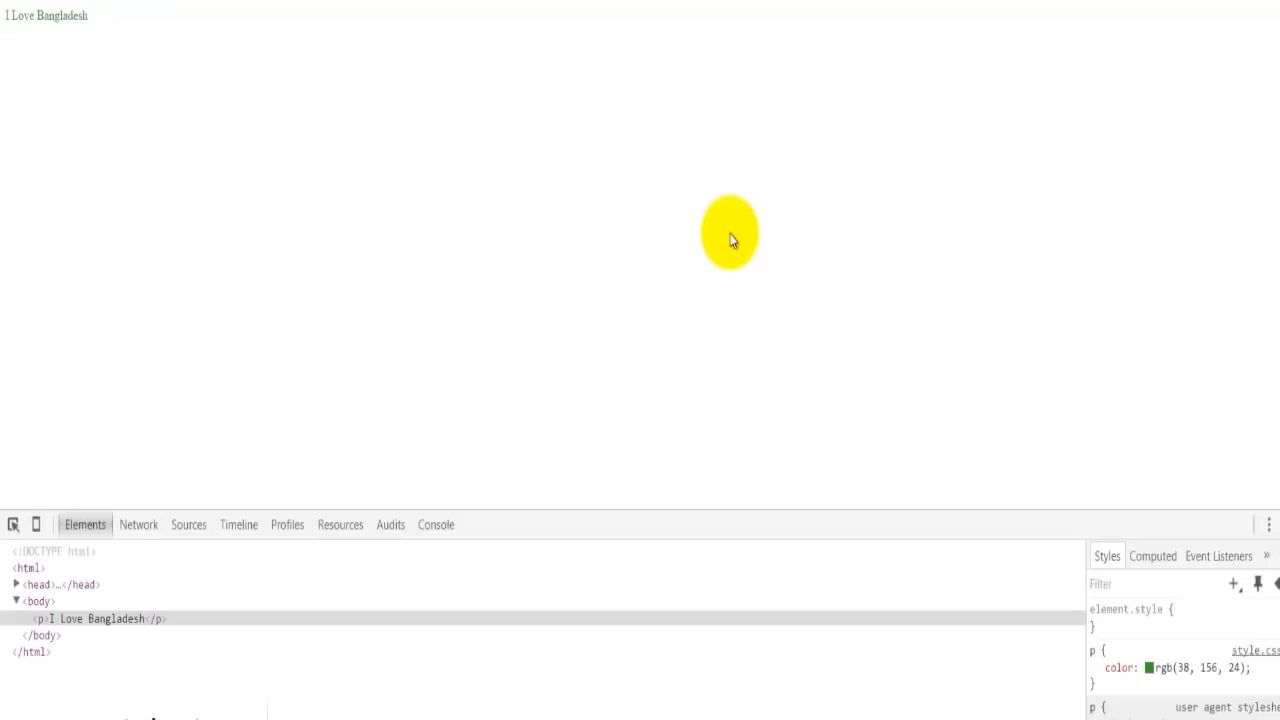 I Love Bangladesh
Elements Network Sources Timeline Profiles Resources Audits Console
<!DOCTYPE html>
<html>
<head>…</head>
<body>
<p>I Love Bangladesh</p>
</body>
</html>
Styles Computed Event Listeners »
Filter
element.style {
}
p { style.css
color: rgb(38, 156, 24);
}
p { user agent styleshe